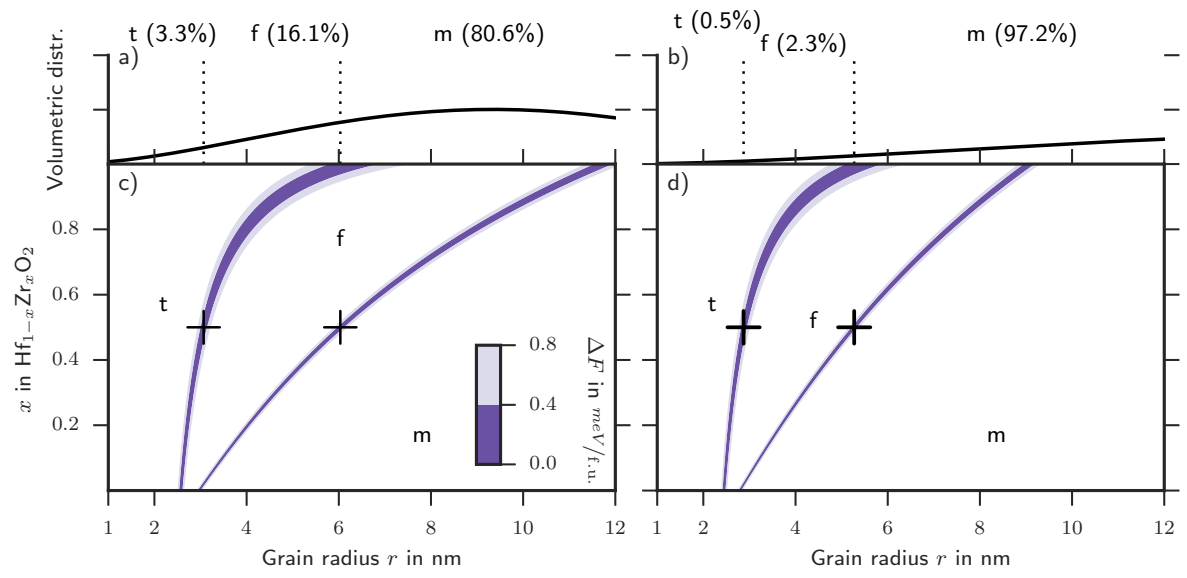 t (3.3%) f (16.1%) m (80.6%)
t (0.5%)
f (2.3%) m (97.2%)
a)
b)
Volumetric distr.
c)
d)
0.8
0.6
0.4
0.2
x in Hf₁₋ₓZrₓO₂
t
f
m
t
f
m
0.8
0.4
0.0
ΔF in meV/f.u.
1 2 4 6 8 10 12
1 2 4 6 8 10 12
Grain radius r in nm
Grain radius r in nm